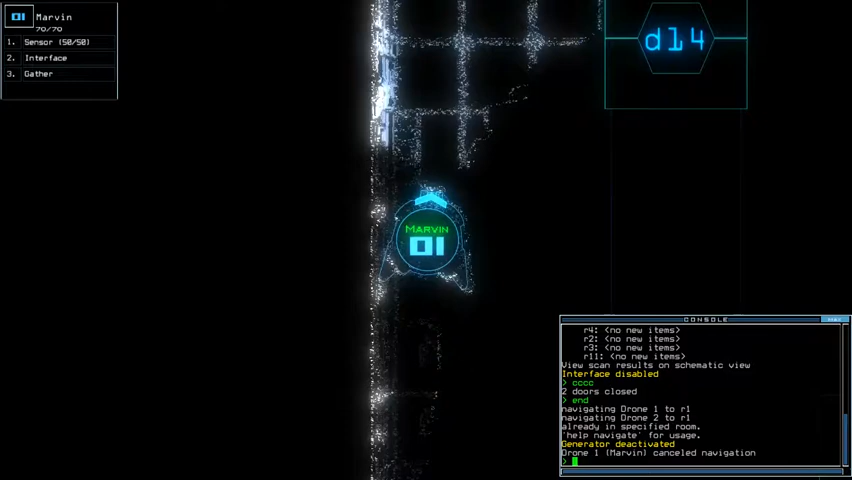 01 Marvin
70/70
1. Sensor (50/50)
2. Interface
3. Gather
d14
MARVIN
01
CONSOLE
r4: <no new items>
r2: <no new items>
r3: <no new items>
r11: <no new items>
View scan results on schematic view
Interface disabled
> cccc
2 doors closed
> end
navigating Drone 1 to r1
navigating Drone 2 to r1
already in specified room.
'help navigate' for usage.
Generator deactivated
Drone 1 (Marvin) canceled navigation
>